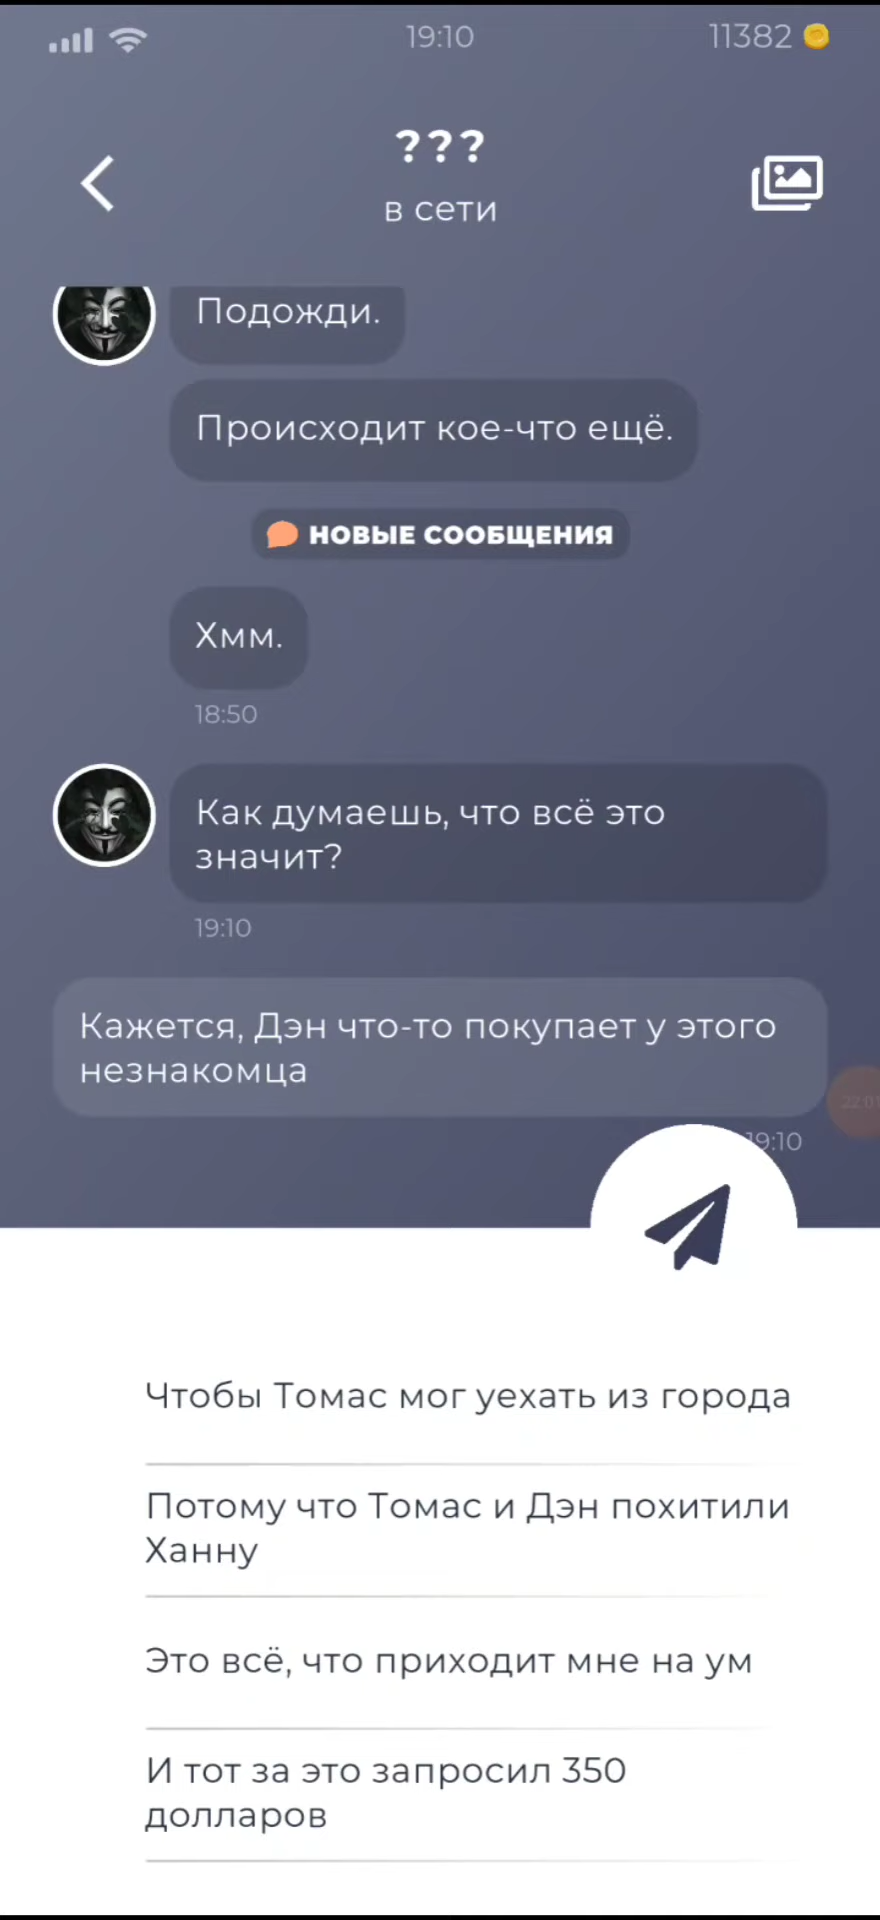 19:10
11382
???
в сети
Подожди.
Происходит кое-что ещё.
НОВЫЕ СООБЩЕНИЯ
Хмм.
18:50
Как думаешь, что всё это
значит?
19:10
Кажется, Дэн что-то покупает у этого
незнакомца
22:01
19:10
Чтобы Томас мог уехать из города
Потому что Томас и Дэн похитили
Ханну
Это всё, что приходит мне на ум
И тот за это запросил 350
долларов